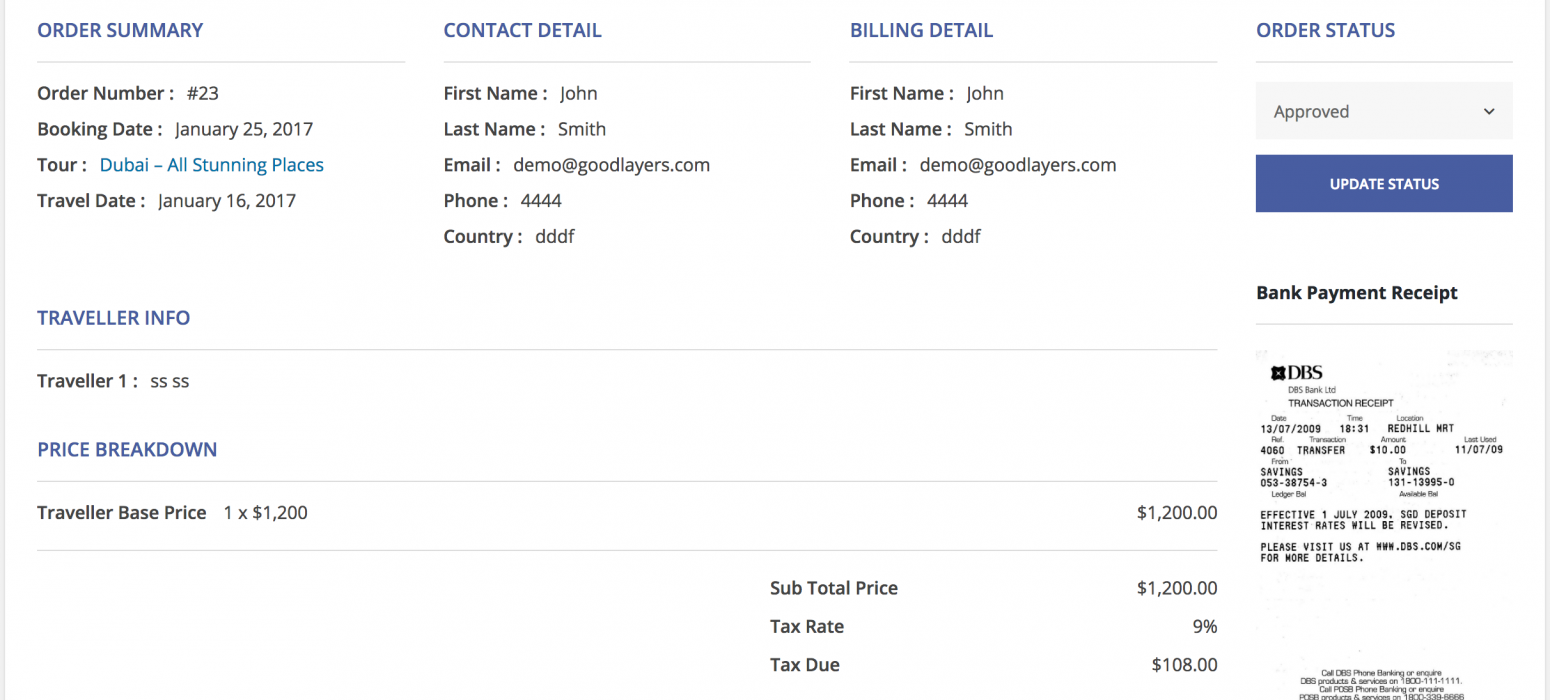 ORDER SUMMARY
Order Number : #23
Booking Date : January 25, 2017
Tour : Dubai – All Stunning Places
Travel Date : January 16, 2017
CONTACT DETAIL
First Name : John
Last Name : Smith
Email : demo@goodlayers.com
Phone : 4444
Country : dddf
BILLING DETAIL
First Name : John
Last Name : Smith
Email : demo@goodlayers.com
Phone : 4444
Country : dddf
ORDER STATUS
Approved
UPDATE STATUS
TRAVELLER INFO
Traveller 1 : ss ss
PRICE BREAKDOWN
Traveller Base Price 1 x $1,200 $1,200.00
Sub Total Price $1,200.00
Tax Rate 9%
Tax Due $108.00
Bank Payment Receipt
DBS
DBS Bank Ltd
TRANSACTION RECEIPT
Date Time Location
13/07/2009 18:31 REDHILL MRT
Ref. Transaction Amount Last Used
4060 TRANSFER $10.00 11/07/09
From To
SAVINGS SAVINGS
053-38754-3 131-13995-0
Ledger Bal Available Bal
EFFECTIVE 1 JULY 2009. SGD DEPOSIT
INTEREST RATES WILL BE REVISED.
PLEASE VISIT US AT WWW.DBS.COM/SG
FOR MORE DETAILS.
Call DBS Phone Banking or enquire
DBS products & services on 1800-111-1111.
Call POSB Phone Banking or enquire
POSB products & services on 1800-339-6666